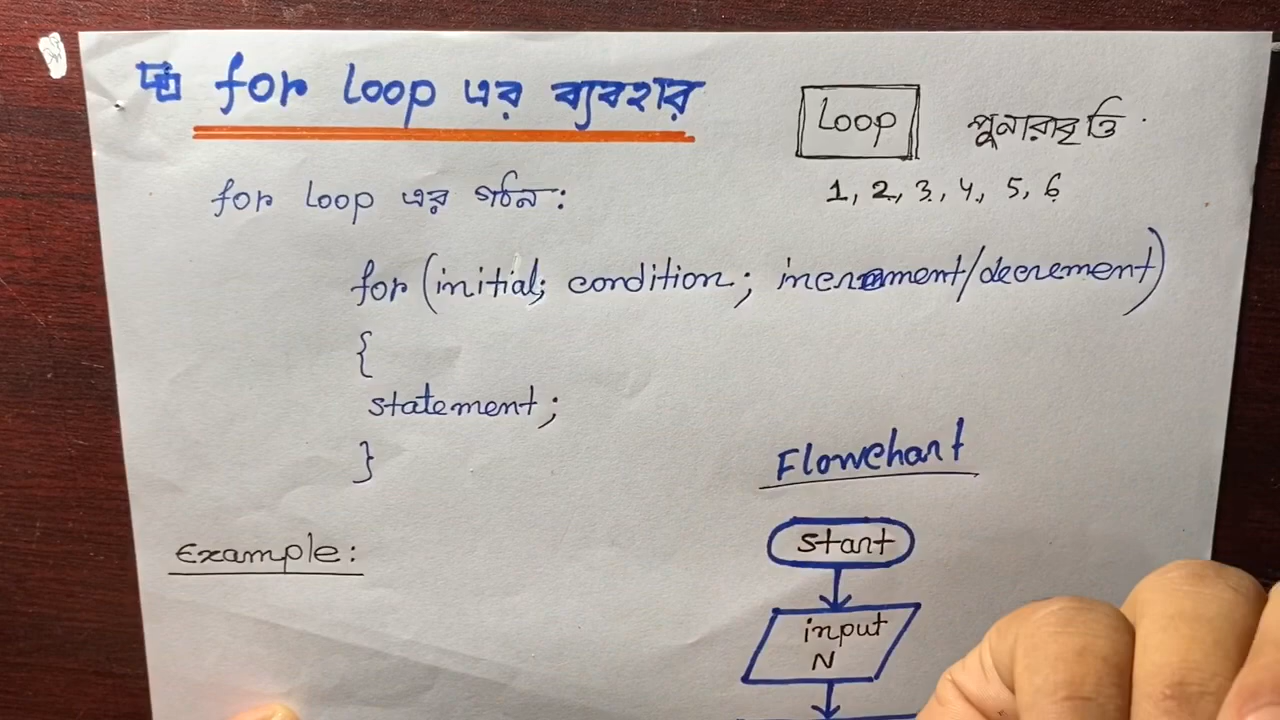 for Loop এর ব্যবহার
Loop পুনারাবৃত্তি
1, 2, 3, 4, 5, 6
for Loop এর গঠন:
for (initial; condition; increment/decrement)
{
statement;
}
Flowchart
Example:
Start
input
N